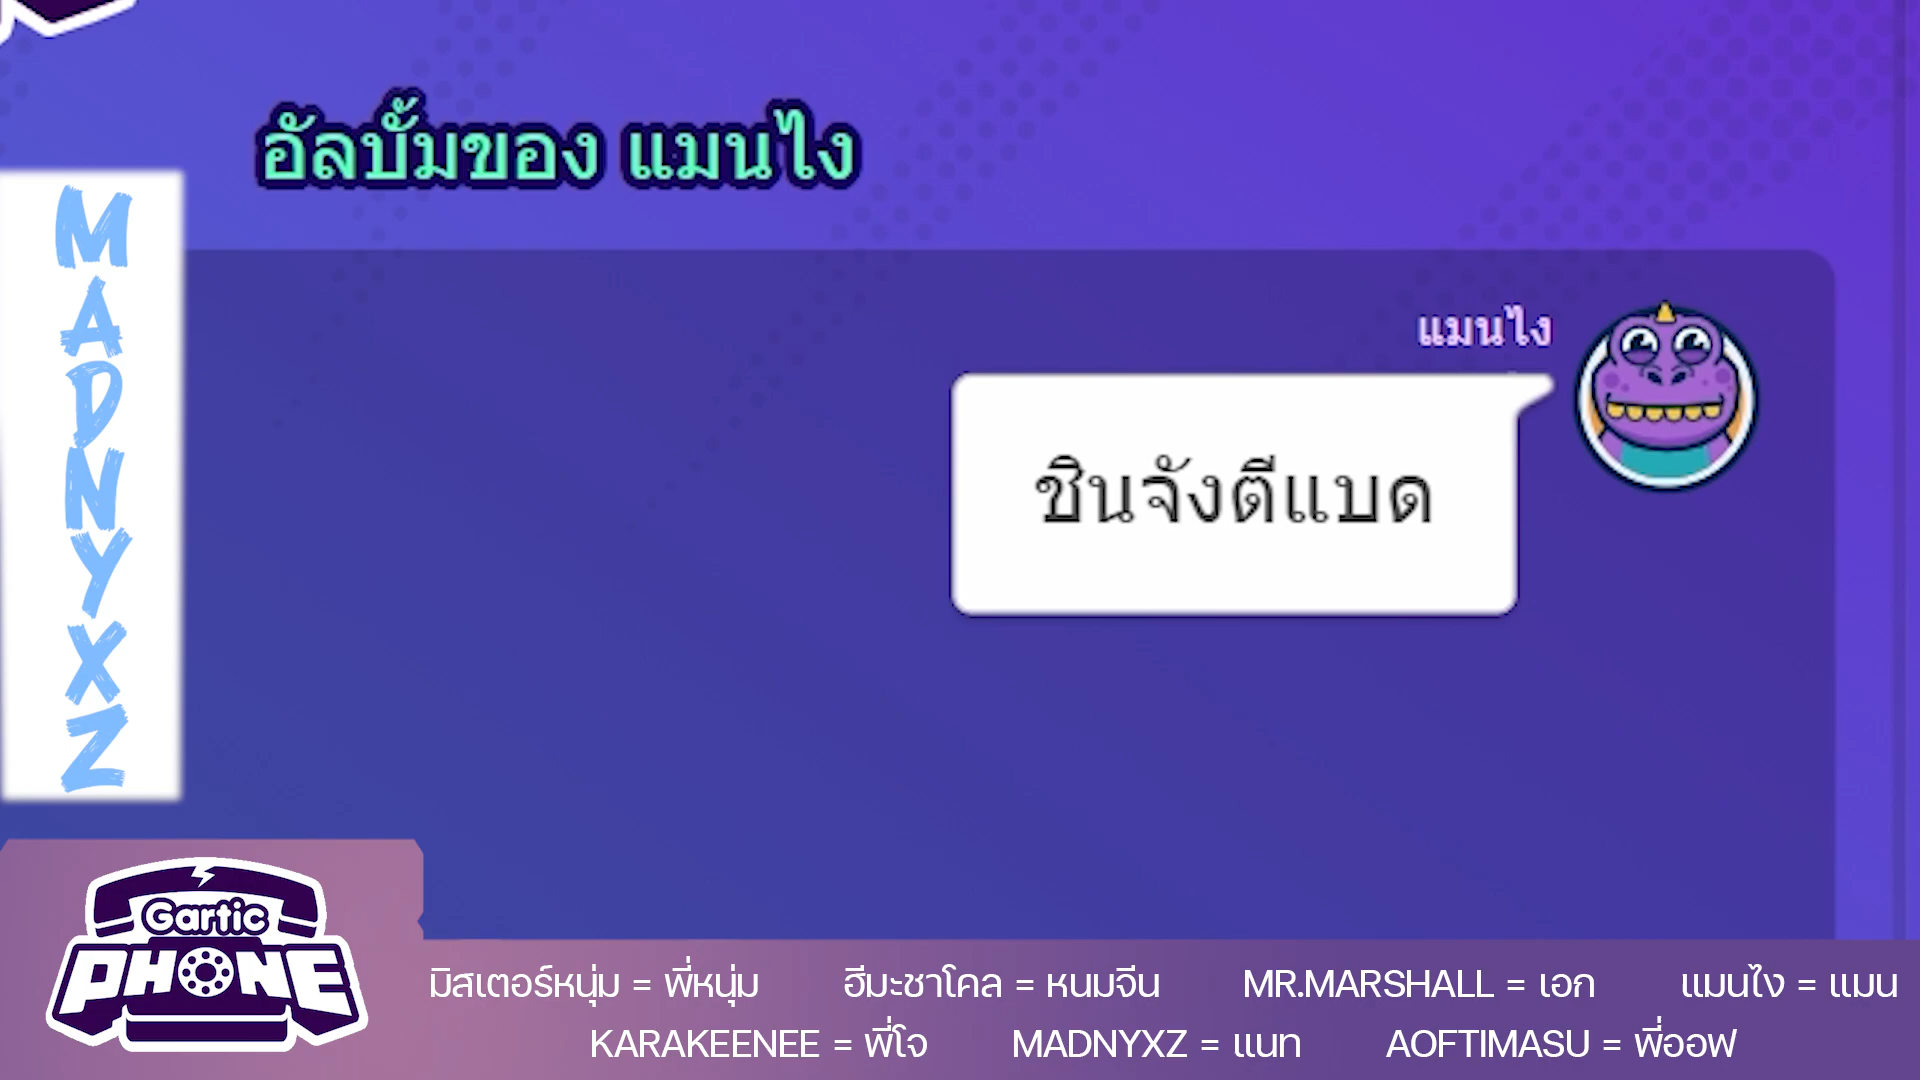 อัลบั้มของ แมนไง
MADNYXZ
แมนไง
ชินจังตีแบด
Gartic
PHONE
มิสเตอร์หนุ่ม = พี่หนุ่ม ฮีมะชาโคล = หนมจีน MR.MARSHALL = เอก แมนไง = แมน
KARAKEENEE = พี่โจ MADNYXZ = แนท AOFTIMASU = พี่ออฟ